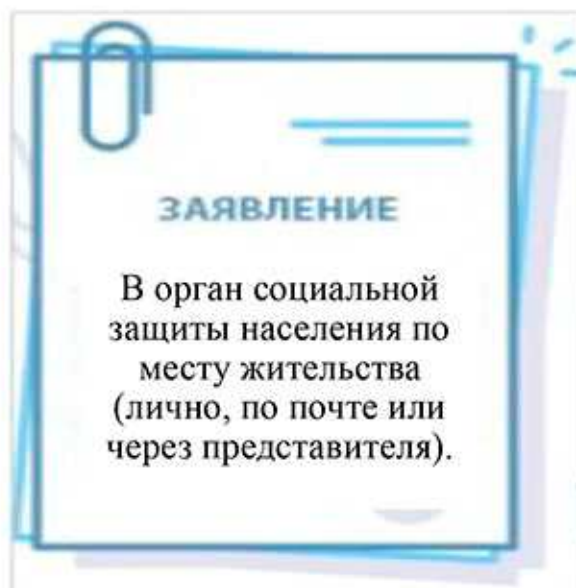 ЗАЯВЛЕНИЕ
В орган социальной
защиты населения по
месту жительства
(лично, по почте или
через представителя).